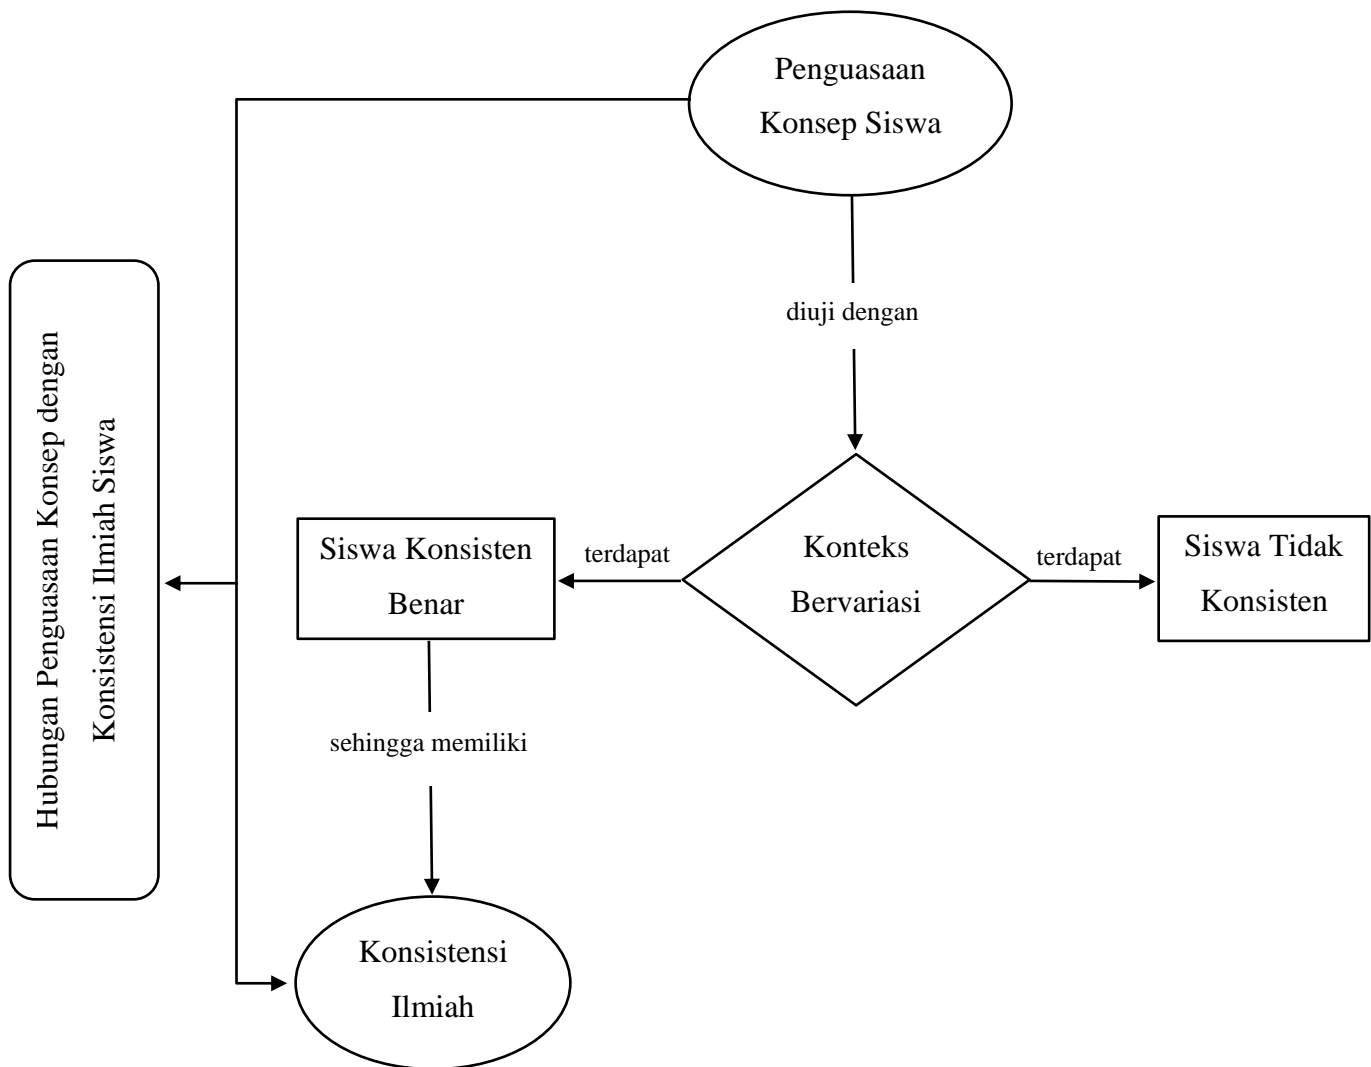 Penguasaan
Konsep Siswa
diuji dengan
Hubungan Penguasaan Konsep dengan
Konsistensi Ilmiah Siswa
Siswa Konsisten
Benar
terdapat
Konteks
Bervariasi
terdapat
Siswa Tidak
Konsisten
sehingga memiliki
Konsistensi
Ilmiah